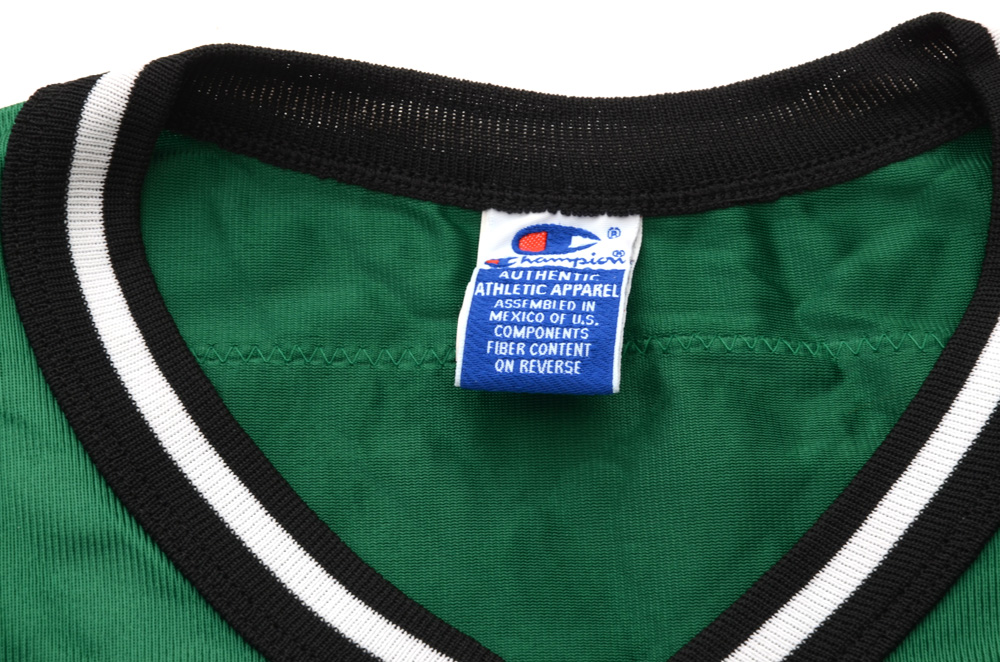 ®
Champion®
AUTHENTIC
ATHLETIC APPAREL
ASSEMBLED IN
MEXICO OF U.S.
COMPONENTS
FIBER CONTENT
ON REVERSE